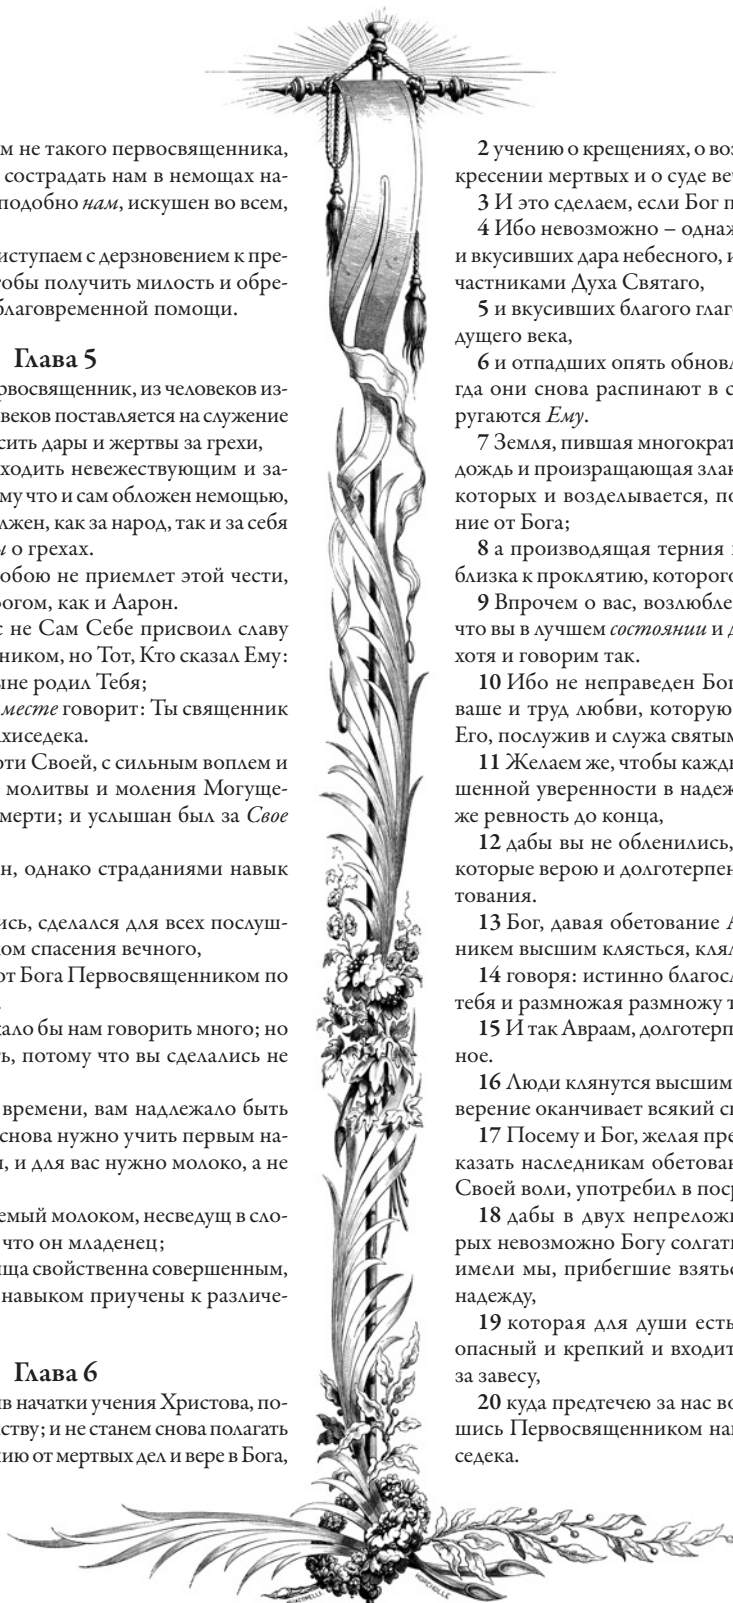 м не такого первосвященника,
сострадать нам в немощах на-
подобно нам, искушен во всем,
иступаем с дерзновением к пре-
тобы получить милость и обре-
благовременной помощи.
Глава 5
рвосвященник, из человеков из-
веков поставляется на служение
сить дары и жертвы за грехи,
ходить невежествующим и за-
му что и сам обложен немощью,
лжен, как за народ, так и за себя
о грехах.
обою не приемлет этой чести,
огом, как и Аарон.
с не Сам Себе присвоил славу
ником, но Тот, Кто сказал Ему:
ыне родил Тебя;
месте говорит: Ты священник
хиседека.
рти Своей, с сильным воплем и
молитвы и моления Могуще-
мерти; и услышан был за Свое
н, однако страданиями навык
ись, сделался для всех послуш-
ком спасения вечного,
от Бога Первосвященником по
ало бы нам говорить много; но
ть, потому что вы сделались не
времени, вам надлежало быть
снова нужно учить первым на-
и, и для вас нужно молоко, а не
емый молоком, несведущ в сло-
что он младенец;
ища свойственна совершенным,
навыком приучены к различе-
Глава 6
в начатки учения Христова, по-
ству; и не станем снова полагать
нию от мертвых дел и вере в Бога,
2 учению о крещениях, о воз
кресении мертвых и о суде веч
3 И это сделаем, если Бог п
4 Ибо невозможно – однаж
и вкусивших дара небесного, и
частниками Духа Святаго,
5 и вкусивших благого глаго
дущего века,
6 и отпадших опять обновл
гда они снова распинают в с
ругаются Ему.
7 Земля, пившая многократ
дождь и произращающая злак
которых и возделывается, по
ние от Бога;
8 а производящая терния
близка к проклятию, которого
9 Впрочем о вас, возлюбле
что вы в лучшем состоянии и д
хотя и говорим так.
10 Ибо не неправеден Бог
ваше и труд любви, которую
Его, послужив и служа святым
11 Желаем же, чтобы кажды
шенной уверенности в надеж
же ревность до конца,
12 дабы вы не обленились,
которые верою и долготерпен
тования.
13 Бог, давая обетование А
никем высшим клясться, клял
14 говоря: истинно благосл
тебя и размножая размножу т
15 И так Авраам, долготерп
ное.
16 Люди клянутся высшим
верение оканчивает всякий сп
17 Посему и Бог, желая пре
казать наследникам обетован
Своей воли, употребил в поср
18 дабы в двух непреложн
рых невозможно Богу солгать
имели мы, прибегшие взятьс
надежду,
19 которая для души есть
опасный и крепкий и входит
за завесу,
20 куда предтечею за нас во
шись Первосвященником нав
седека.